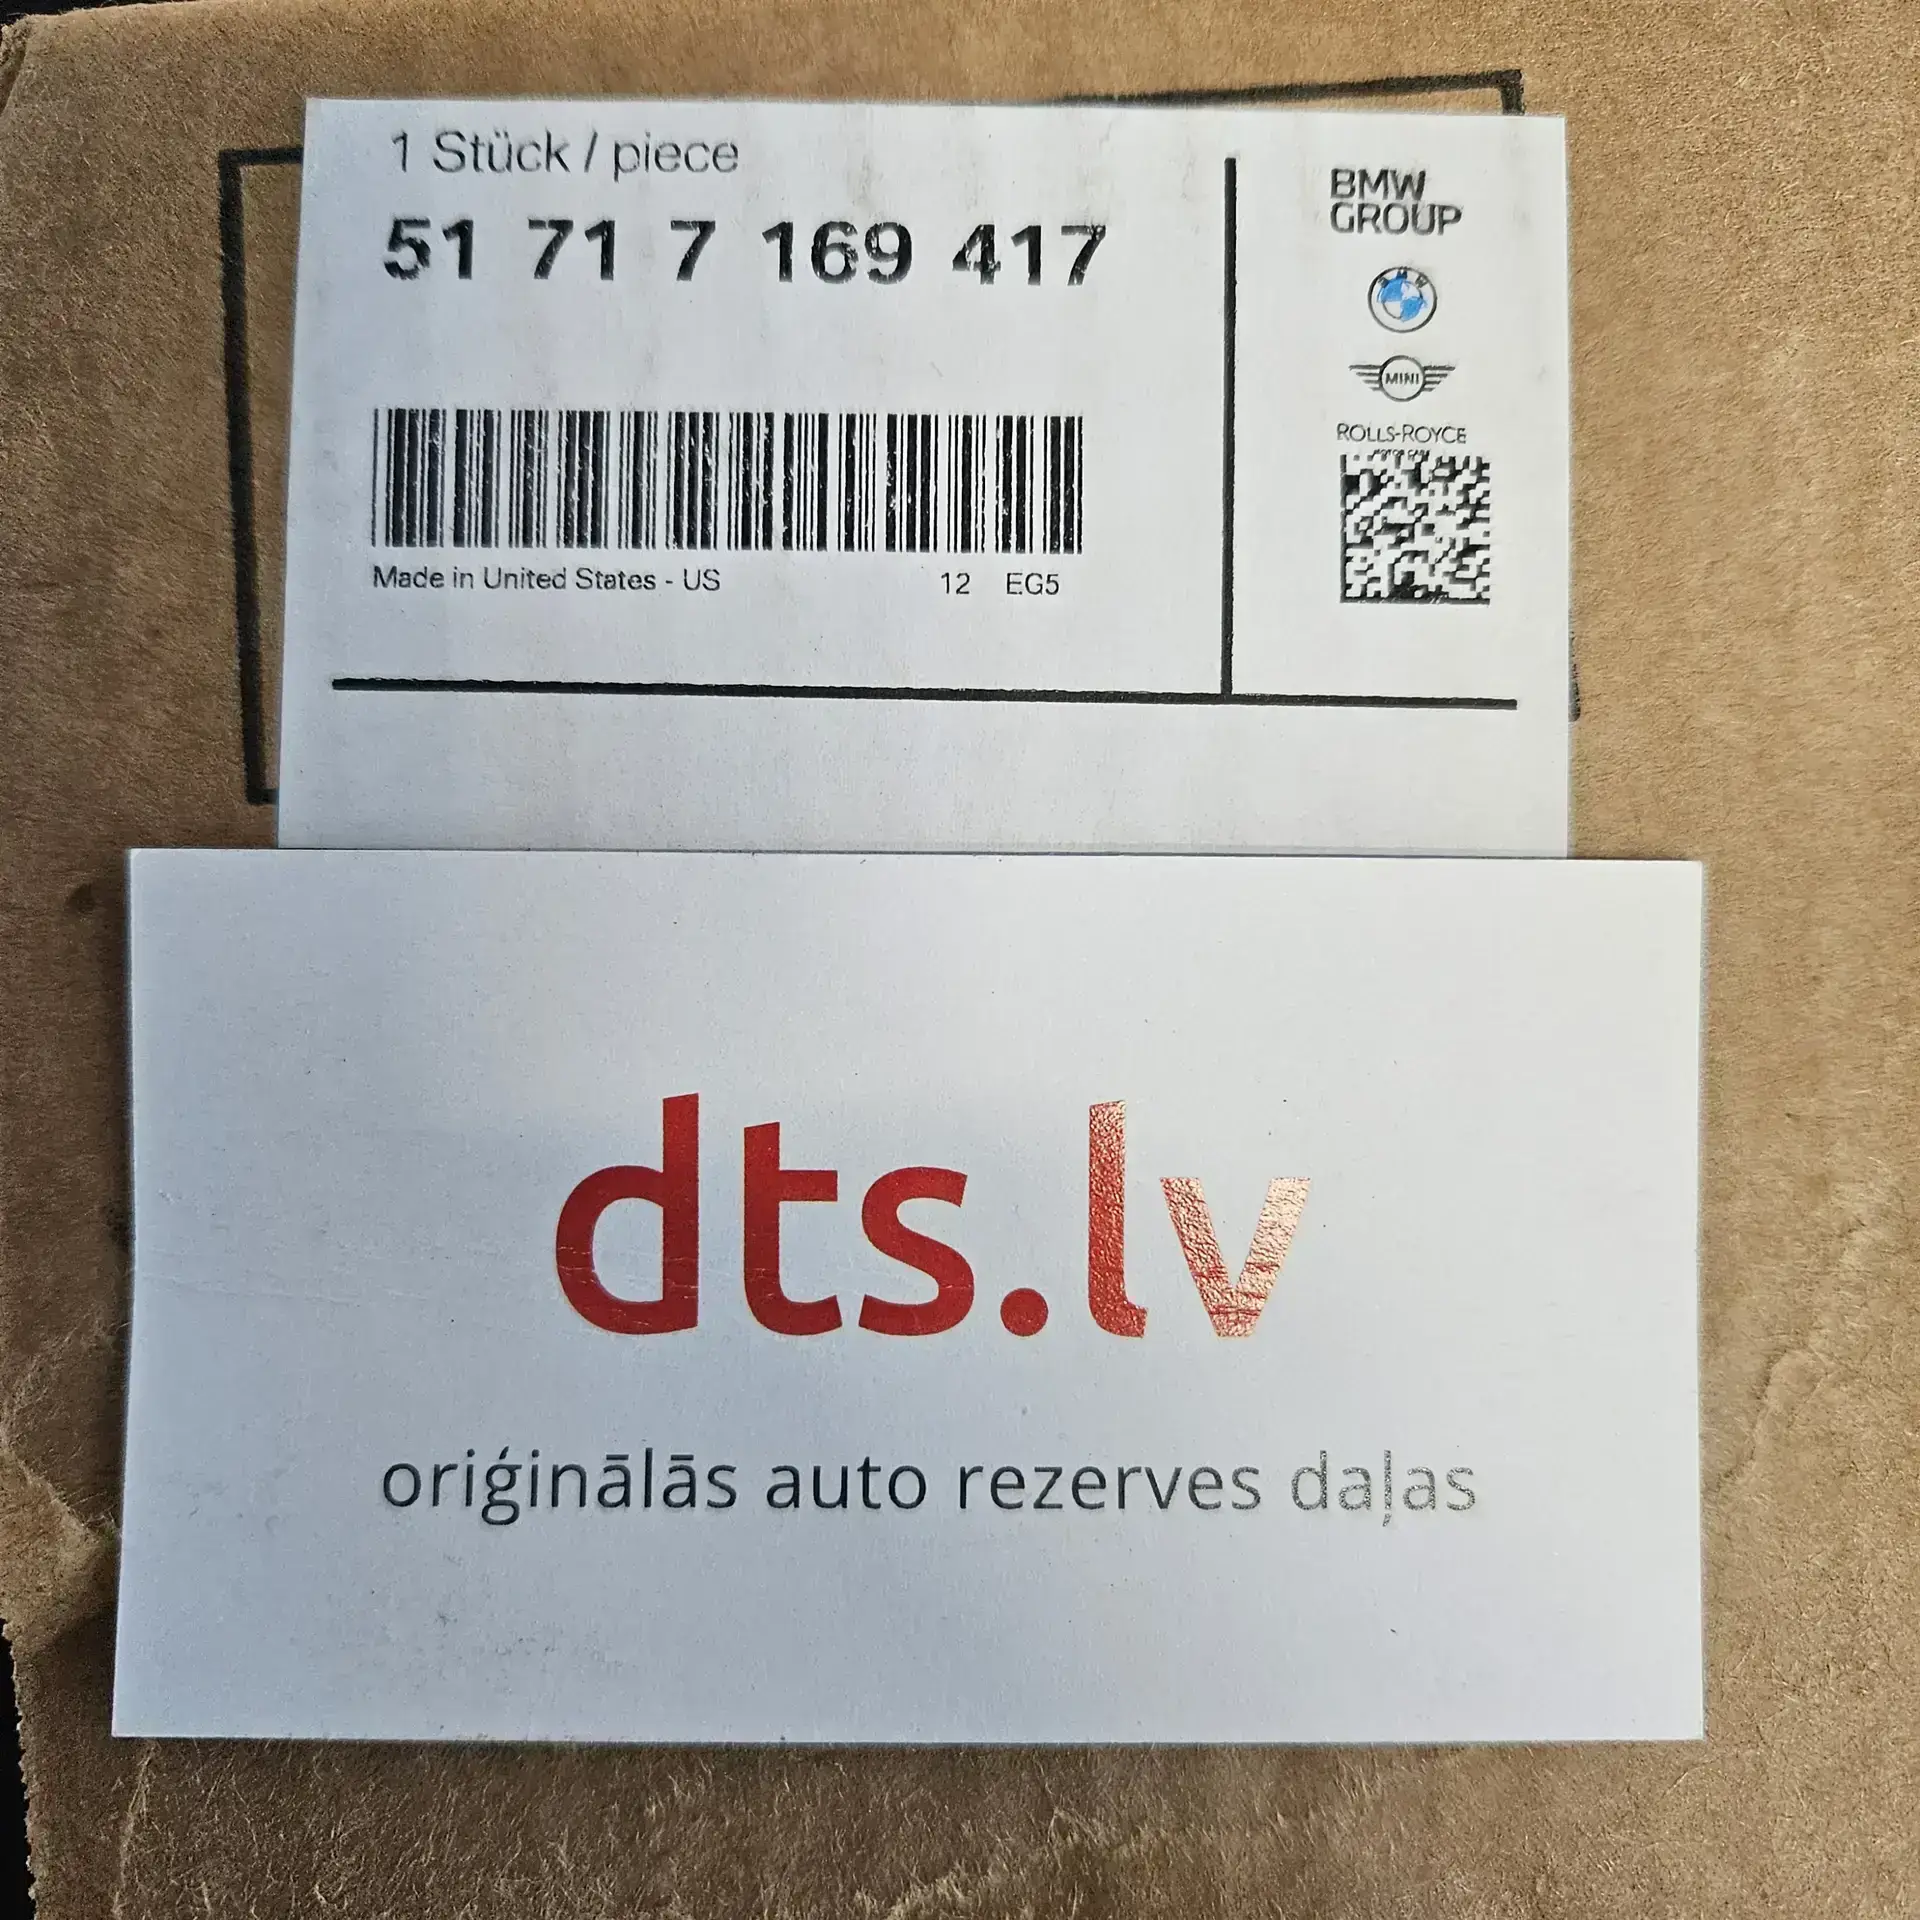 1 Stück / piece
51 71 7 169 417
Made in United States - US 12 EG5
BMW
GROUP
BMW
MINI
ROLLS-ROYCE
dts.lv
oriģinālās auto rezerves daļas